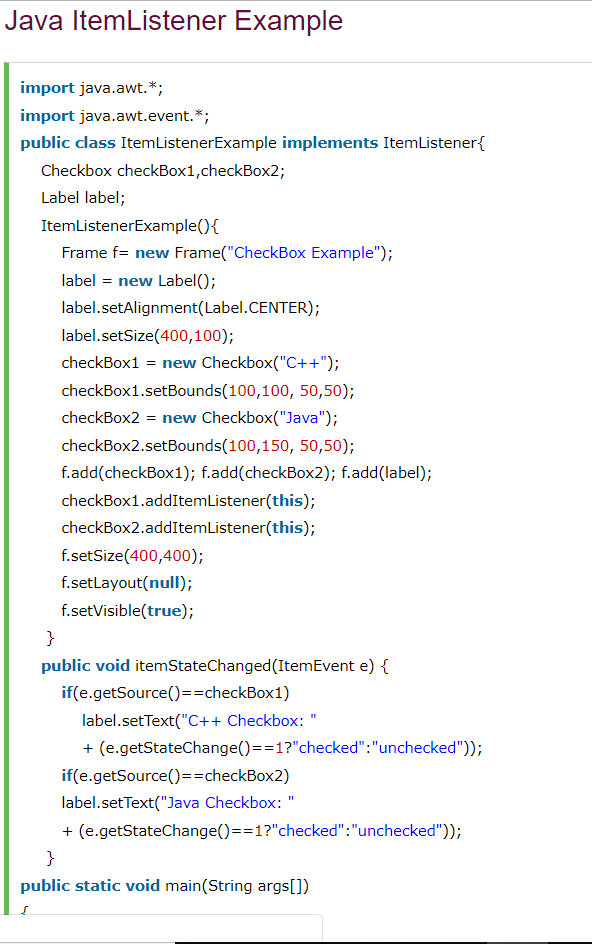 Java ItemListener Example
import java.awt.*;
import java.awt.event.*;
public class ItemListenerExample implements ItemListener{
Checkbox checkBox1,checkBox2;
Label label;
ItemListenerExample(){
Frame f= new Frame("CheckBox Example");
label = new Label();
label.setAlignment(Label.CENTER);
label.setSize(400,100);
checkBox1 = new Checkbox("C++");
checkBox1.setBounds(100,100, 50,50);
checkBox2 = new Checkbox("Java");
checkBox2.setBounds(100,150, 50,50);
f.add(checkBox1); f.add(checkBox2); f.add(label);
checkBox1.addItemListener(this);
checkBox2.addItemListener(this);
f.setSize(400,400);
f.setLayout(null);
f.setVisible(true);
}
public void itemStateChanged(ItemEvent e) {
if(e.getSource()==checkBox1)
label.setText("C++ Checkbox: "
+ (e.getStateChange()==1?"checked":"unchecked"));
if(e.getSource()==checkBox2)
label.setText("Java Checkbox: "
+ (e.getStateChange()==1?"checked":"unchecked"));
}
public static void main(String args[])
{